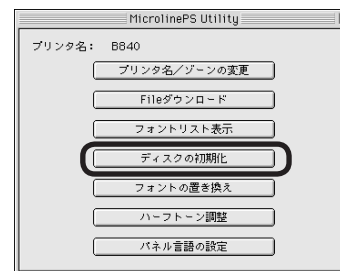 MicrolinePS Utility
プリンタ名： B840
プリンタ名／ゾーンの変更
Fileダウンロード
フォントリスト表示
ディスクの初期化
フォントの置き換え
ハーフトーン調整
パネル言語の設定